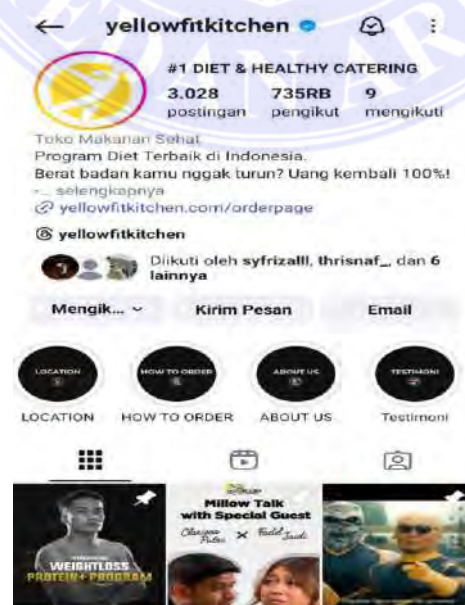 yellowfitkitchen
#1 DIET & HEALTHY CATERING
3.028 735RB 9
postingan pengikut mengikuti
Toko Makanan Sehat
Program Diet Terbaik di Indonesia.
Berat badan kamu nggak turun? Uang kembali 100%!
-... selengkapnya
yellowfitkitchen.com/orderpage
yellowfitkitchen
Diikuti oleh syfrizalll, thrisnaf_, dan 6
lainnya
Mengik... Kirim Pesan Email
LOCATION HOW TO ORDER ABOUT US TESTIMONI
LOCATION HOW TO ORDER ABOUT US Testimoni
WEIGHTLOSS
PROTEIN+ PROGRAM
Millow Talk
with Special Guest